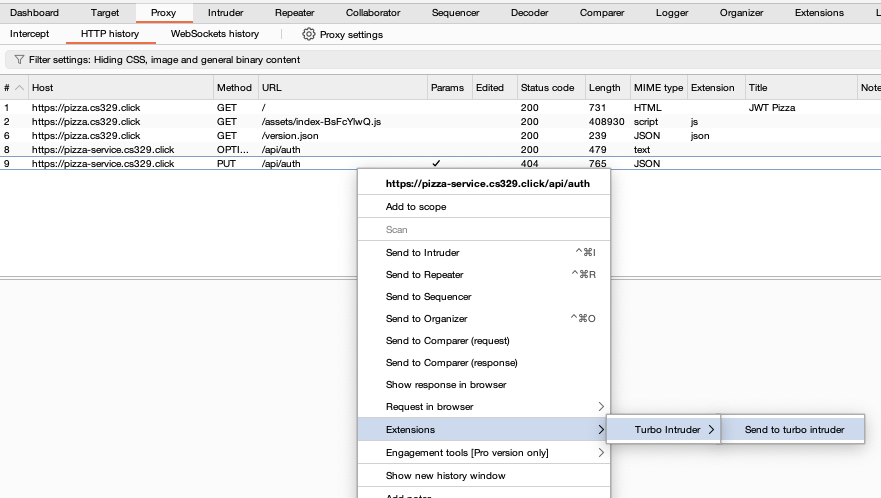 Dashboard Target Proxy Intruder Repeater Collaborator Sequencer Decoder Comparer Logger Organizer Extensions
Intercept HTTP history WebSockets history Proxy settings
Filter settings: Hiding CSS, image and general binary content
# Host Method URL Params Edited Status code Length MIME type Extension Title Note
1 https://pizza.cs329.click GET / 200 731 HTML JWT Pizza
2 https://pizza.cs329.click GET /assets/index-BsFcYlwQ.js 200 408930 script js
6 https://pizza.cs329.click GET /version.json 200 239 JSON json
8 https://pizza-service.cs329.click OPTI... /api/auth 200 479 text
9 https://pizza-service.cs329.click PUT /api/auth ✓ 404 765 JSON
https://pizza-service.cs329.click/api/auth
Add to scope
Scan
Send to Intruder ^⌘I
Send to Repeater ^⌘R
Send to Sequencer
Send to Organizer ^⌘O
Send to Comparer (request)
Send to Comparer (response)
Show response in browser
Request in browser
Extensions Turbo Intruder Send to turbo intruder
Engagement tools [Pro version only]
Show new history window
Add notes